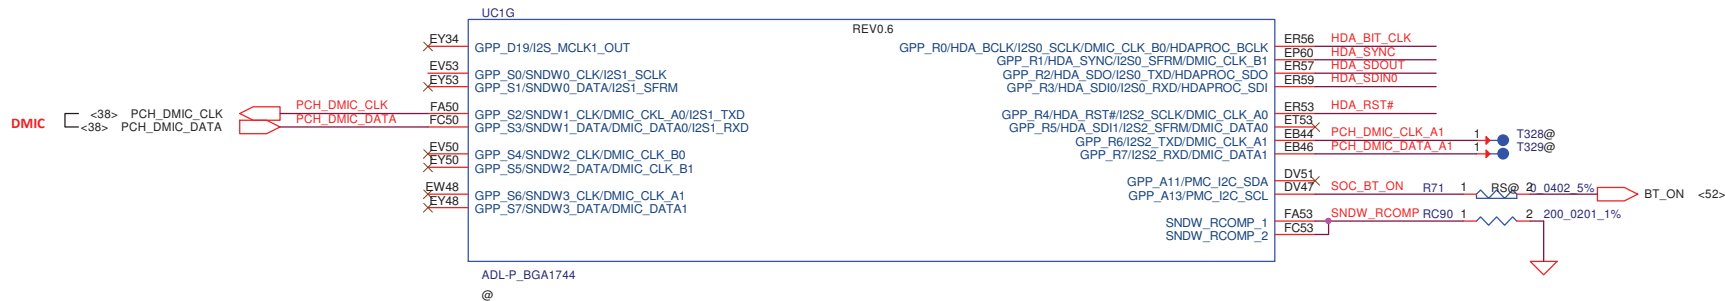 UC1G
REV0.6
EY34 GPP_D19/I2S_MCLK1_OUT
EV53 GPP_S0/SNDW0_CLK/I2S1_SCLK
EY53 GPP_S1/SNDW0_DATA/I2S1_SFRM
DMIC <38> PCH_DMIC_CLK PCH_DMIC_CLK FA50 GPP_S2/SNDW1_CLK/DMIC_CKL_A0/I2S1_TXD
<38> PCH_DMIC_DATA PCH_DMIC_DATA FC50 GPP_S3/SNDW1_DATA/DMIC_DATA0/I2S1_RXD
EV50 GPP_S4/SNDW2_CLK/DMIC_CLK_B0
EY50 GPP_S5/SNDW2_DATA/DMIC_CLK_B1
EW48 GPP_S6/SNDW3_CLK/DMIC_CLK_A1
EY48 GPP_S7/SNDW3_DATA/DMIC_DATA1
GPP_R0/HDA_BCLK/I2S0_SCLK/DMIC_CLK_B0/HDAPROC_BCLK ER56 HDA_BIT_CLK
GPP_R1/HDA_SYNC/I2S0_SFRM/DMIC_CLK_B1 EP60 HDA_SYNC
GPP_R2/HDA_SDO/I2S0_TXD/HDAPROC_SDO ER57 HDA_SDOUT
GPP_R3/HDA_SDI0/I2S0_RXD/HDAPROC_SDI ER59 HDA_SDIN0
GPP_R4/HDA_RST#/I2S2_SCLK/DMIC_CLK_A0 ER53 HDA_RST#
GPP_R5/HDA_SDI1/I2S2_SFRM/DMIC_DATA0 ET53
GPP_R6/I2S2_TXD/DMIC_CLK_A1 EB44 PCH_DMIC_CLK_A1 1 T328@
GPP_R7/I2S2_RXD/DMIC_DATA1 EB46 PCH_DMIC_DATA_A1 1 T329@
GPP_A11/PMC_I2C_SDA DV51
GPP_A13/PMC_I2C_SCL DV47 SOC_BT_ON R71 1 RS@ 2 0_0402_5% BT_ON <52>
SNDW_RCOMP_1 FA53 SNDW_RCOMP RC90 1 2 200_0201_1%
SNDW_RCOMP_2 FC53
ADL-P_BGA1744
@